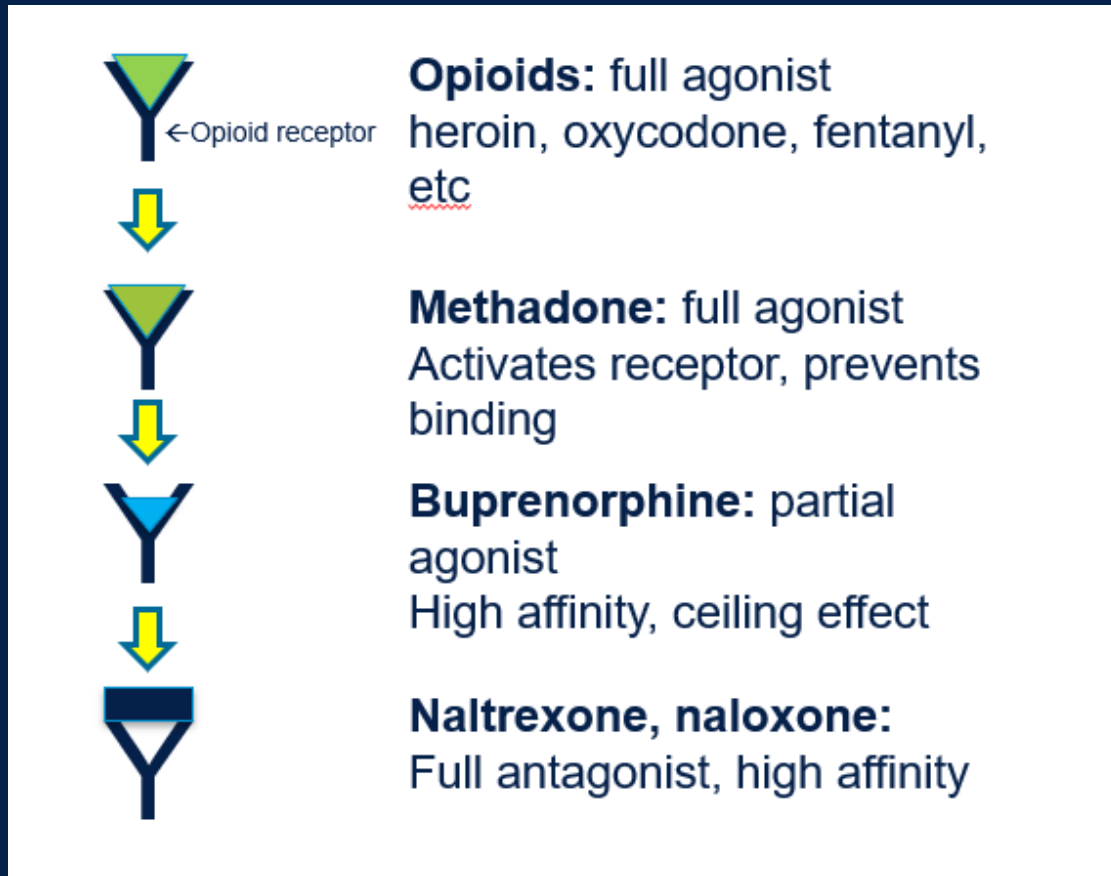 Opioids: full agonist
←Opioid receptor
heroin, oxycodone, fentanyl,
etc
Methadone: full agonist
Activates receptor, prevents
binding
Buprenorphine: partial
agonist
High affinity, ceiling effect
Naltrexone, naloxone:
Full antagonist, high affinity